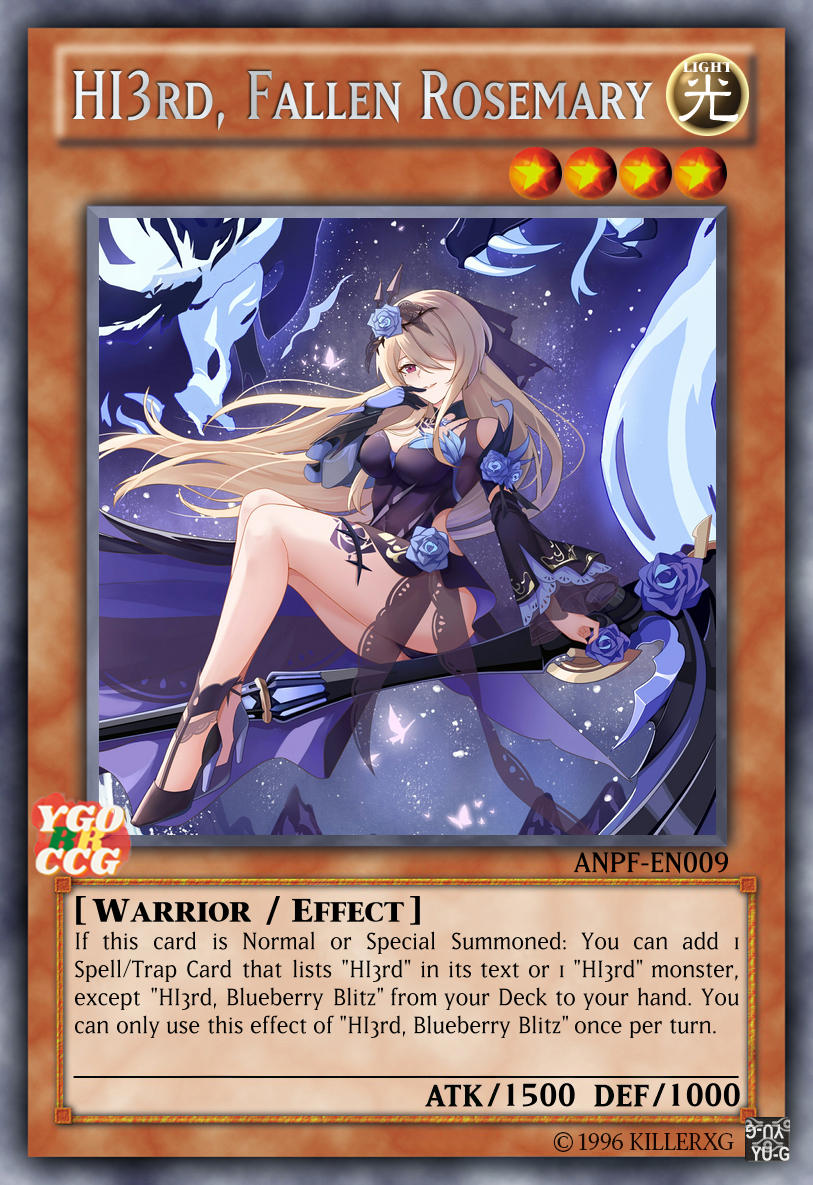 HI3rd, Fallen Rosemary
LIGHT
光
YGO
RR
CCG
ANPF-EN009
[ Warrior / Effect ]
If this card is Normal or Special Summoned: You can add 1
Spell/Trap Card that lists "HI3rd" in its text or 1 "HI3rd" monster,
except "HI3rd, Blueberry Blitz" from your Deck to your hand. You
can only use this effect of "HI3rd, Blueberry Blitz" once per turn.
ATK/1500 DEF/1000
© 1996 KILLERXG
YU-G
YU-G